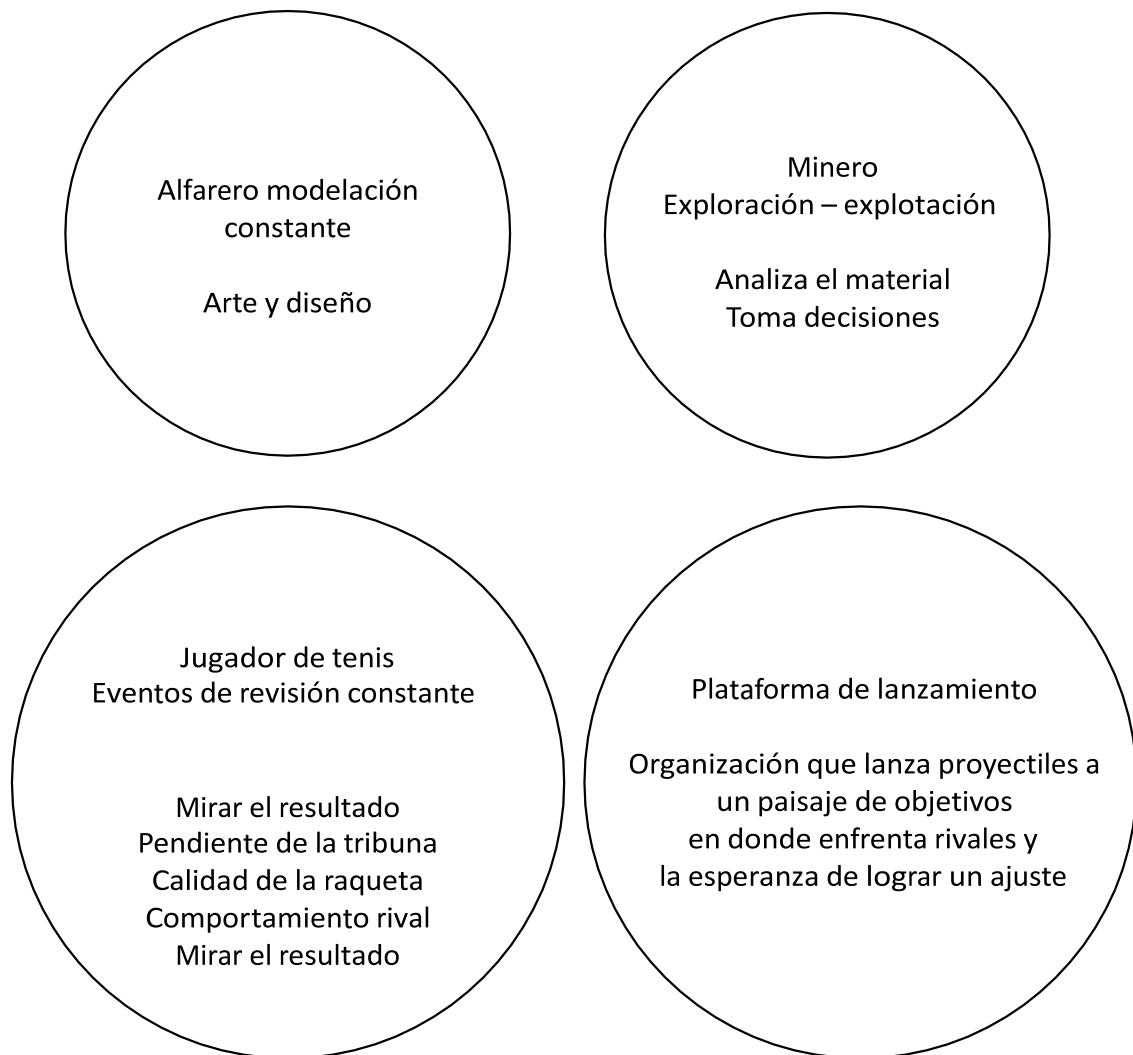 Alfarero modelación
constante
Arte y diseño
Minero
Exploración – explotación
Analiza el material
Toma decisiones
Jugador de tenis
Eventos de revisión constante
Mirar el resultado
Pendiente de la tribuna
Calidad de la raqueta
Comportamiento rival
Mirar el resultado
Plataforma de lanzamiento
Organización que lanza proyectiles a
un paisaje de objetivos
en donde enfrenta rivales y
la esperanza de lograr un ajuste